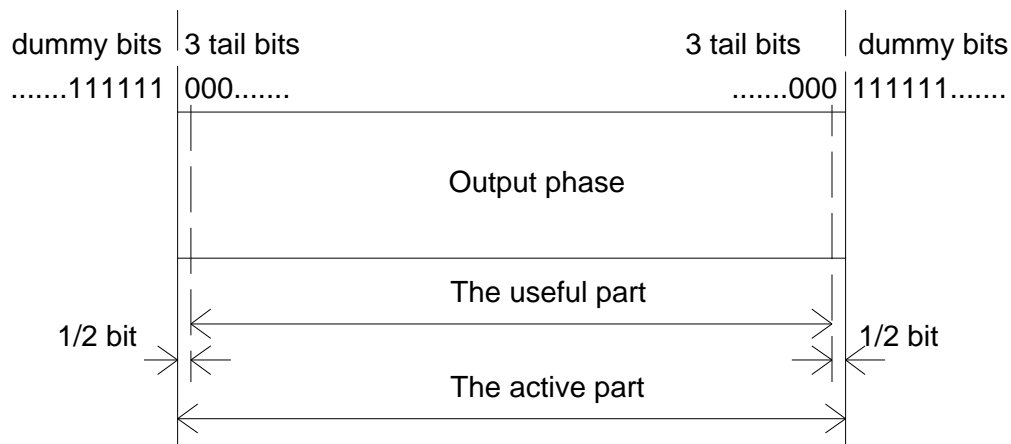 dummy bits 3 tail bits 3 tail bits dummy bits
.......111111 000....... .......000 111111.......
Output phase
The useful part
1/2 bit 1/2 bit
The active part